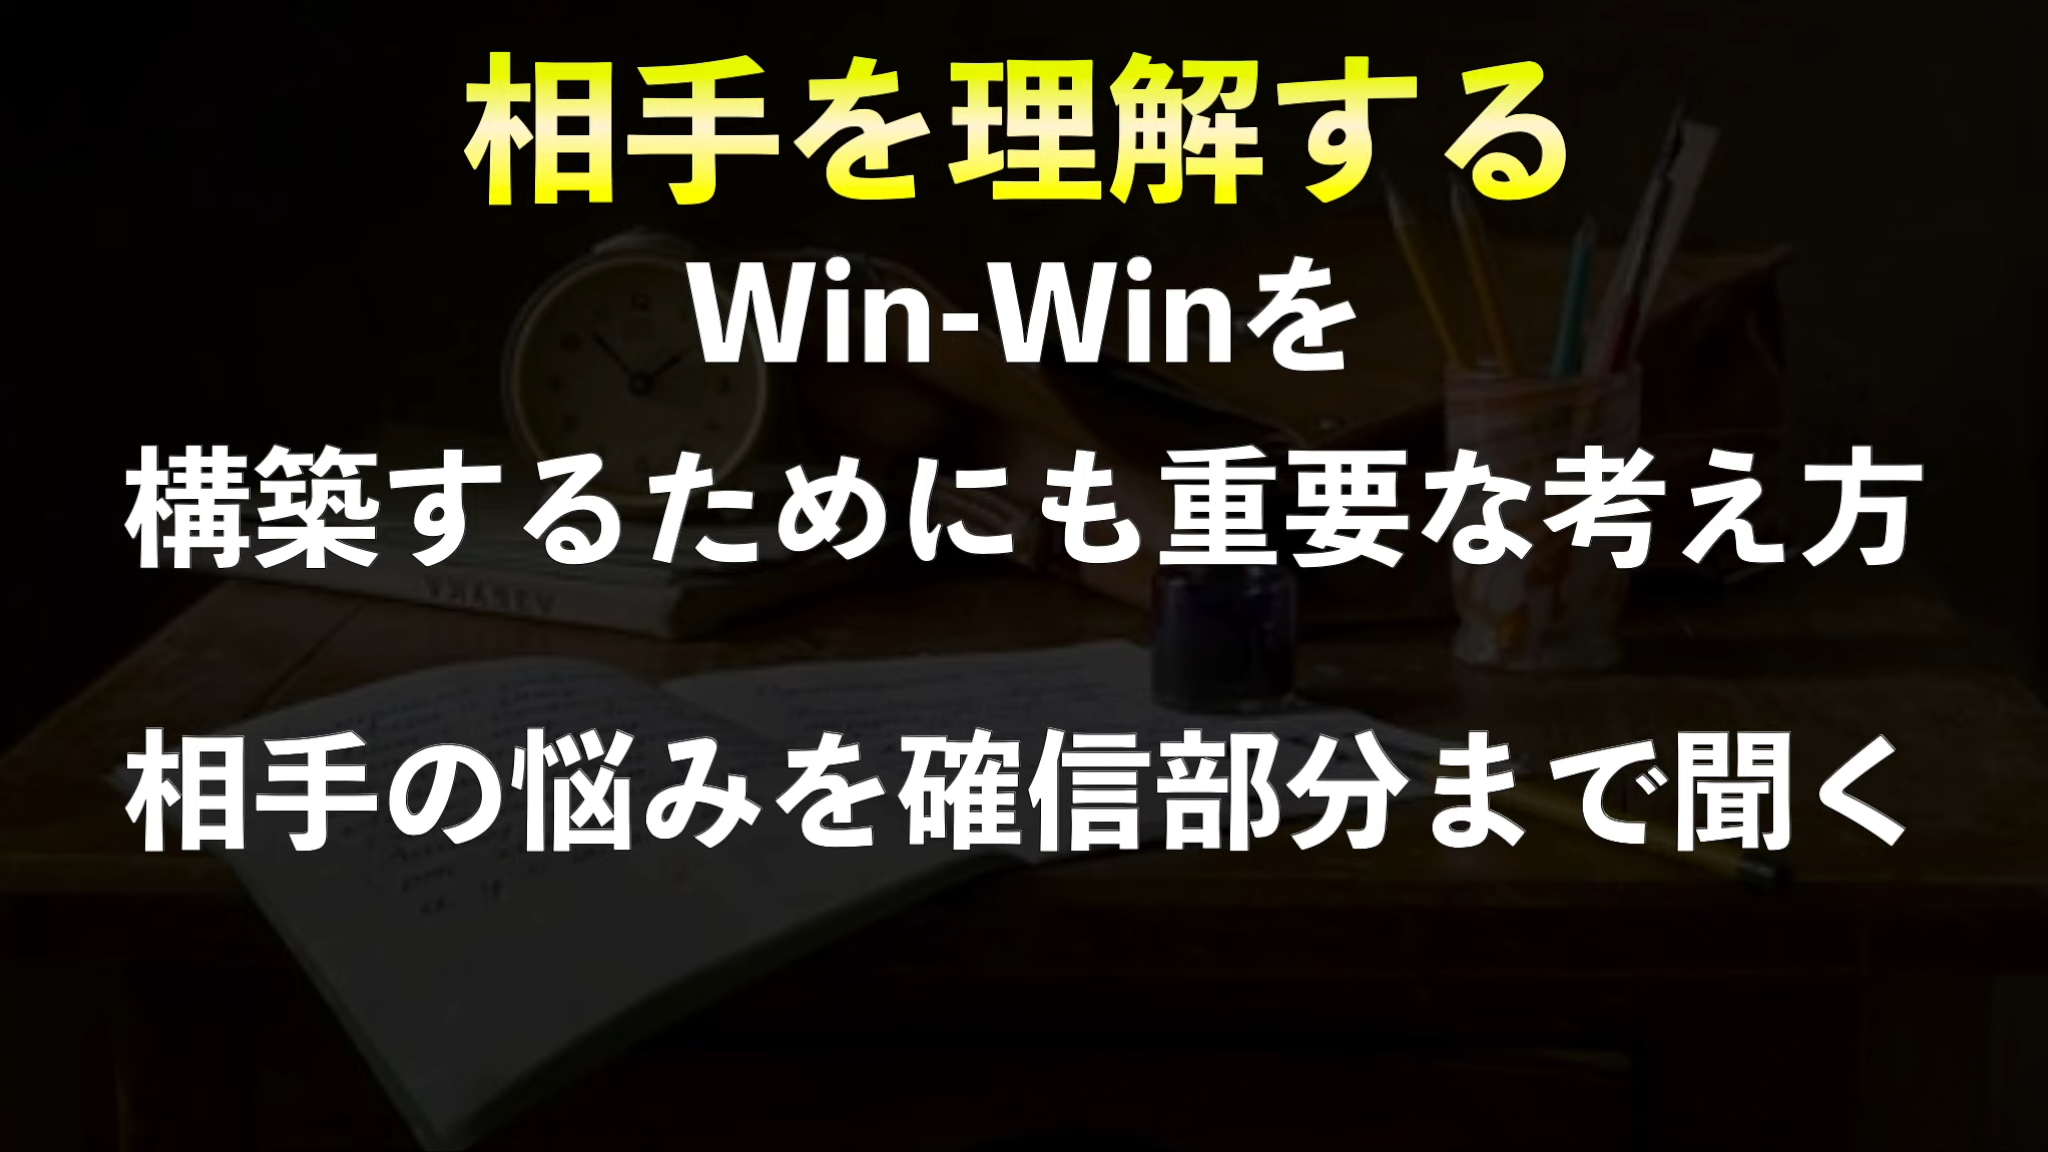 相手を理解する
Win-Winを
構築するためにも重要な考え方
相手の悩みを確信部分まで聞く